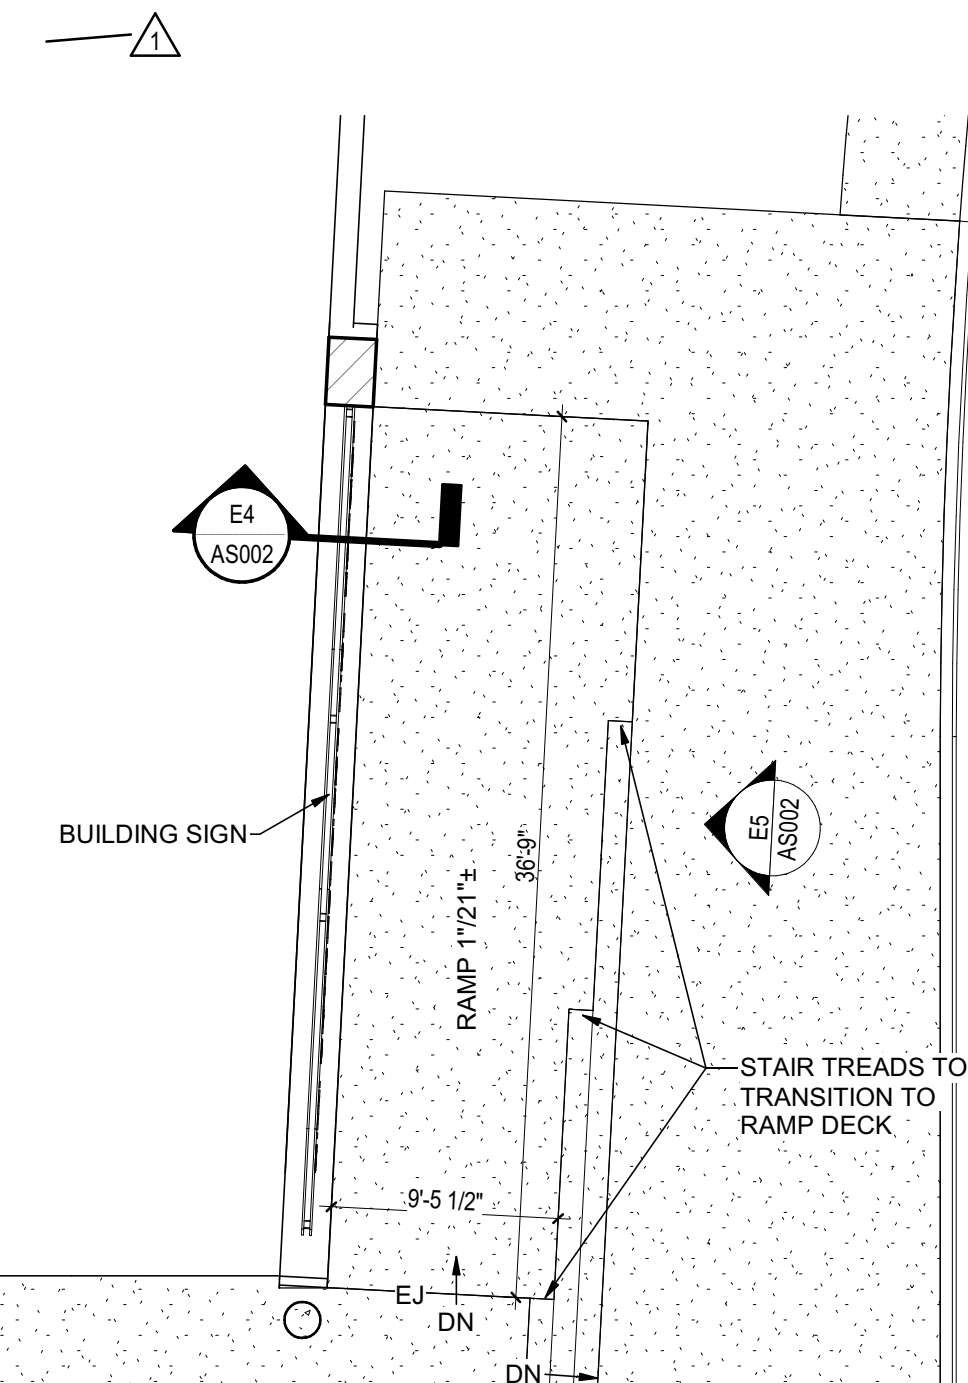 1
E4
AS002
BUILDING SIGN
RAMP 1"/21"±
36'-9"
E5
AS002
STAIR TREADS TO
TRANSITION TO
RAMP DECK
9'-5 1/2"
EJ
DN
DN